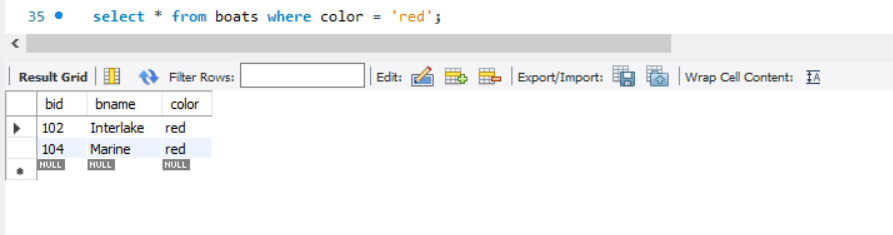 35 select * from boats where color = 'red';
Result Grid Filter Rows: Edit: Export/Import: Wrap Cell Content: IA
bid bname color
102 Interlake red
104 Marine red
NULL NULL NULL